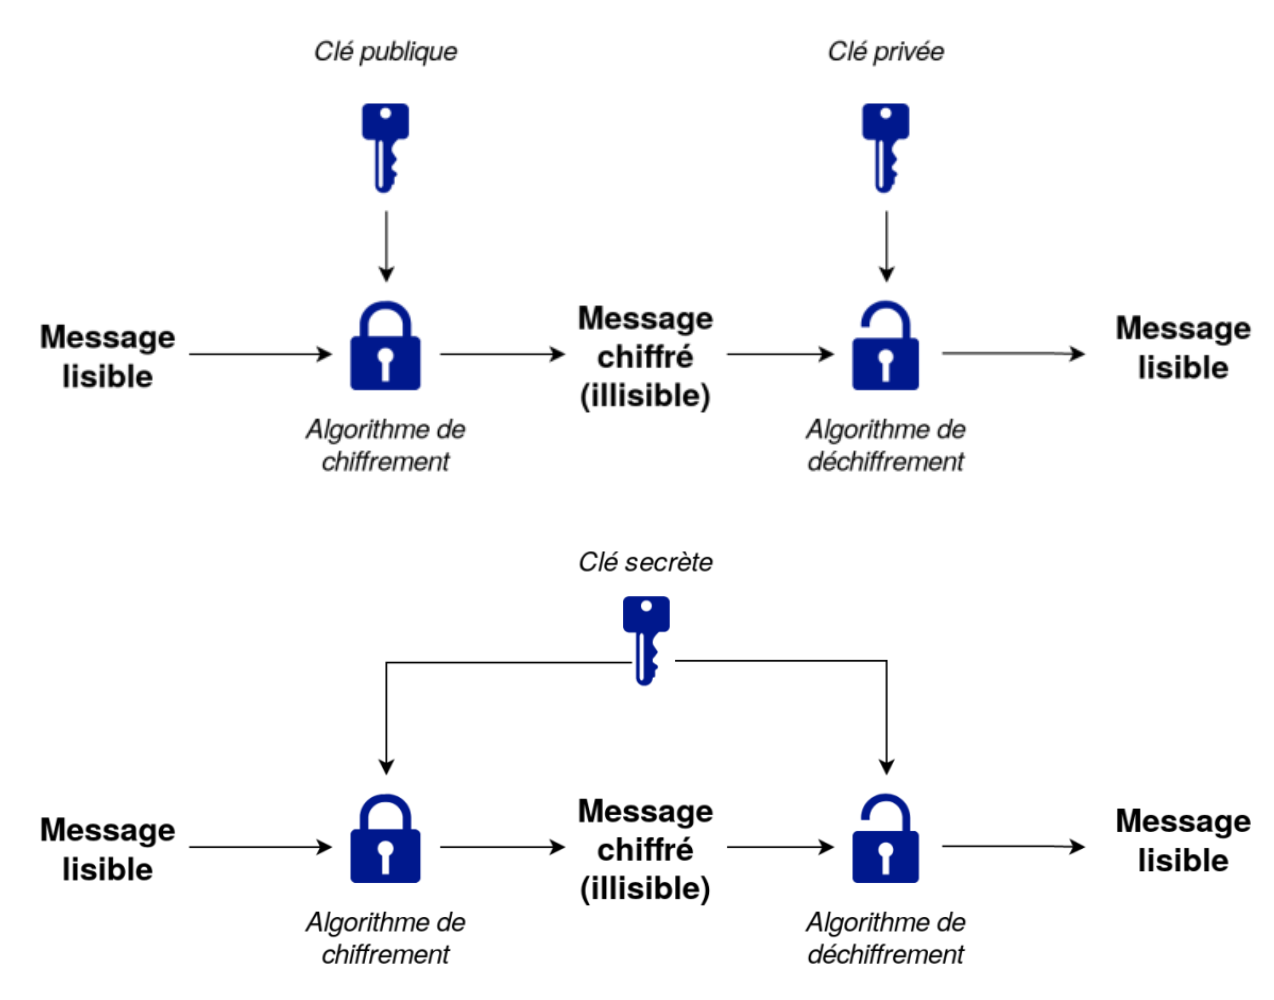 Clé publique
Clé privée
Message
lisible
Algorithme de
chiffrement
Message
chiffré
(illisible)
Algorithme de
déchiffrement
Message
lisible
Clé secrète
Message
lisible
Algorithme de
chiffrement
Message
chiffré
(illisible)
Algorithme de
déchiffrement
Message
lisible